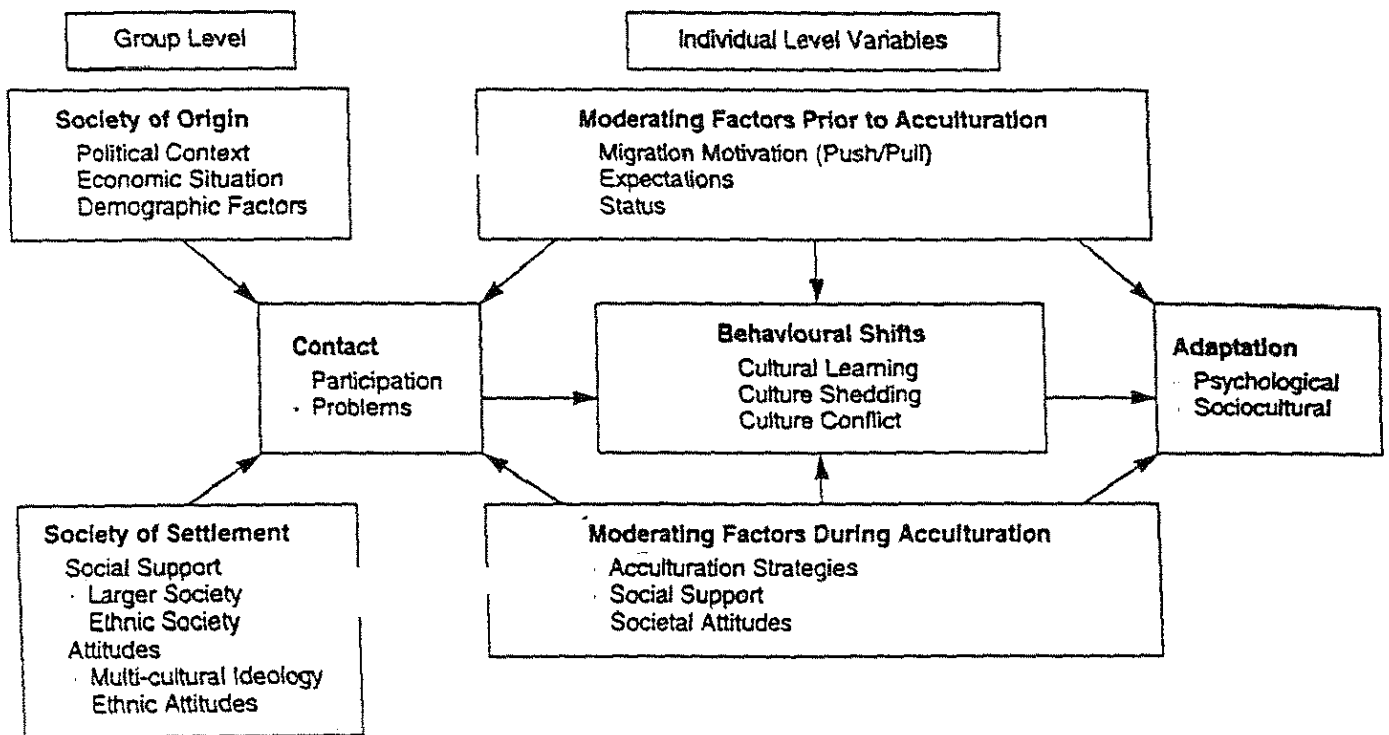 Group Level
Individual Level Variables
Society of Origin
Political Context
Economic Situation
Demographic Factors
Moderating Factors Prior to Acculturation
Migration Motivation (Push/Pull)
Expectations
Status
Contact
Participation
Problems
Behavioural Shifts
Cultural Learning
Culture Shedding
Culture Conflict
Adaptation
Psychological
Sociocultural
Society of Settlement
Social Support
Larger Society
Ethnic Society
Attitudes
Multi-cultural Ideology
Ethnic Attitudes
Moderating Factors During Acculturation
Acculturation Strategies
Social Support
Societal Attitudes